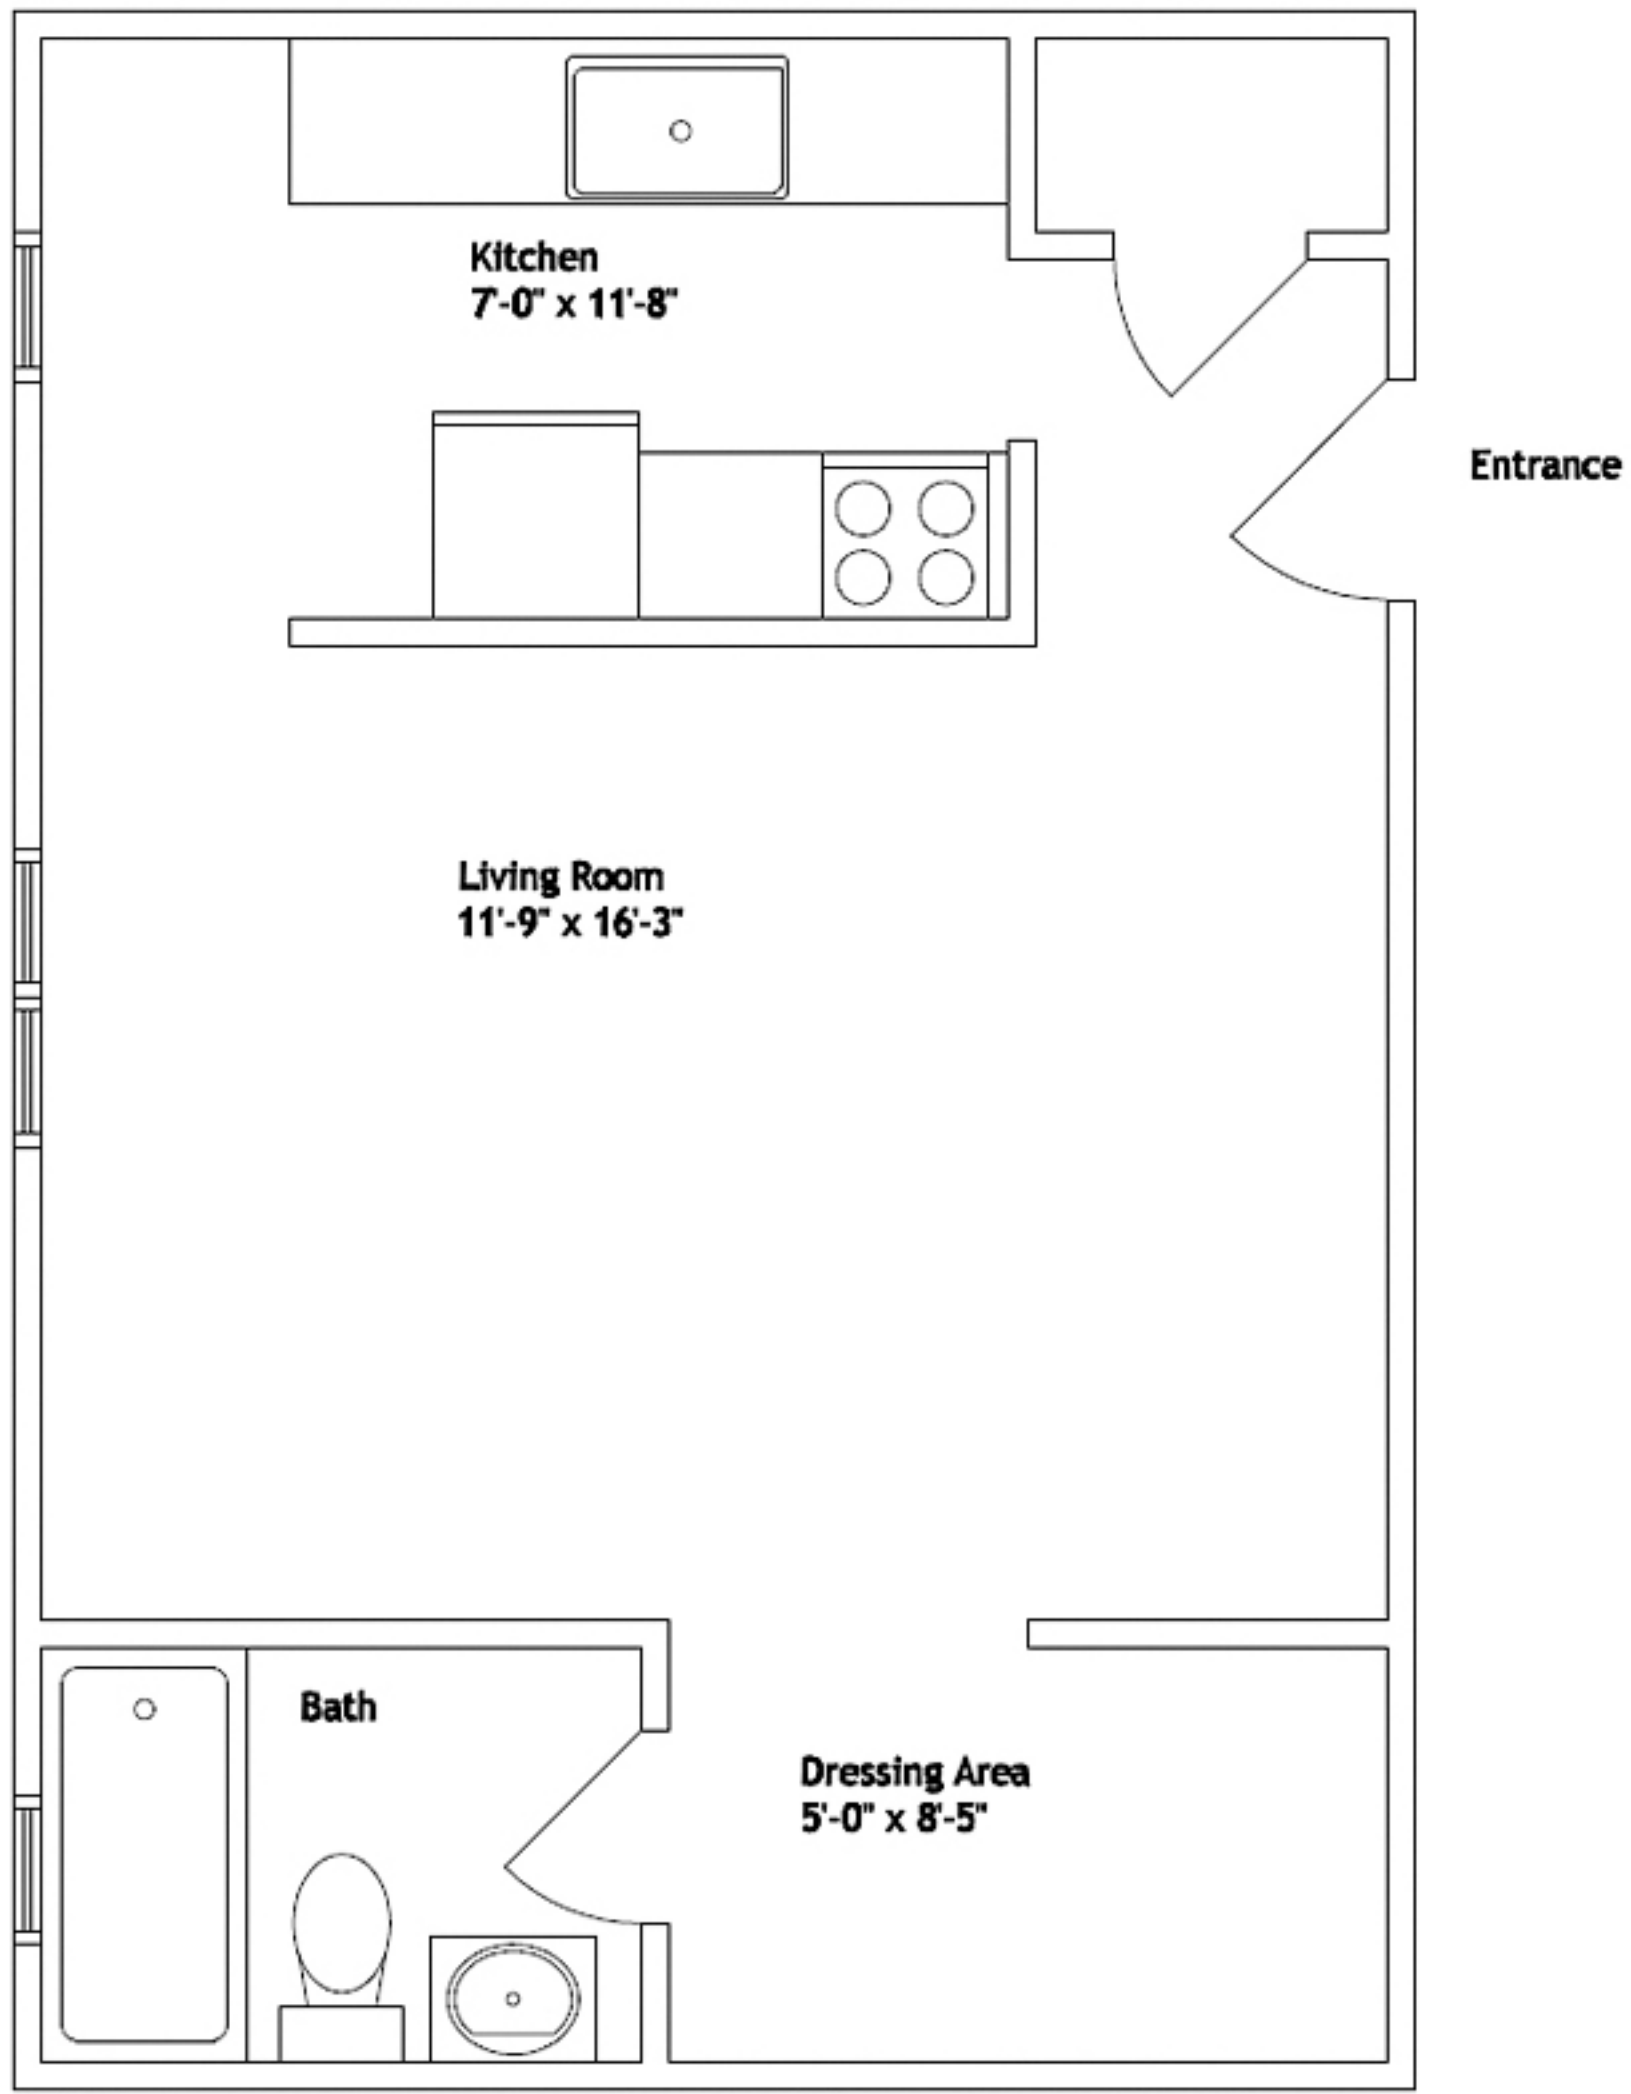 Kitchen
7'-0" x 11'-8"
Entrance
Living Room
11'-9" x 16'-3"
Bath
Dressing Area
5'-0" x 8'-5"